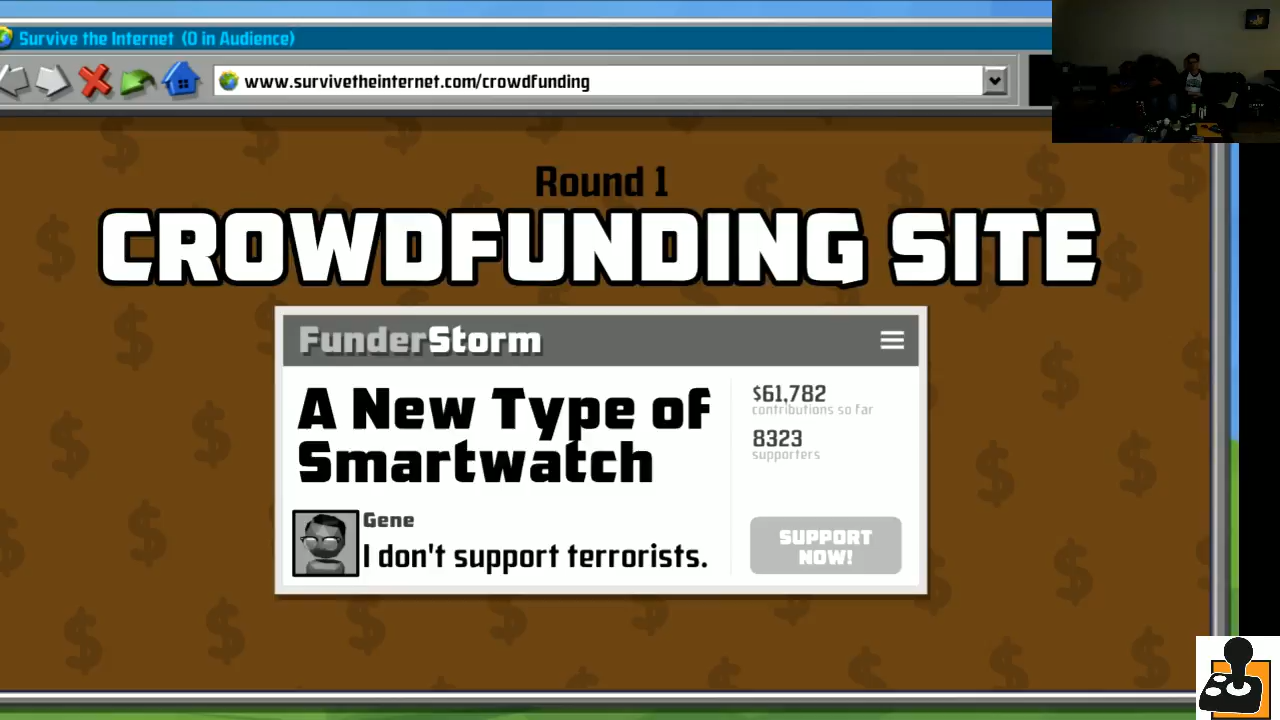 Survive the Internet (0 in Audience)
www.survivetheinternet.com/crowdfunding
Round 1
CROWDFUNDING SITE
FunderStorm
A New Type of
Smartwatch
$61,782
contributions so far
8323
supporters
Gene
I don't support terrorists.
SUPPORT
NOW!